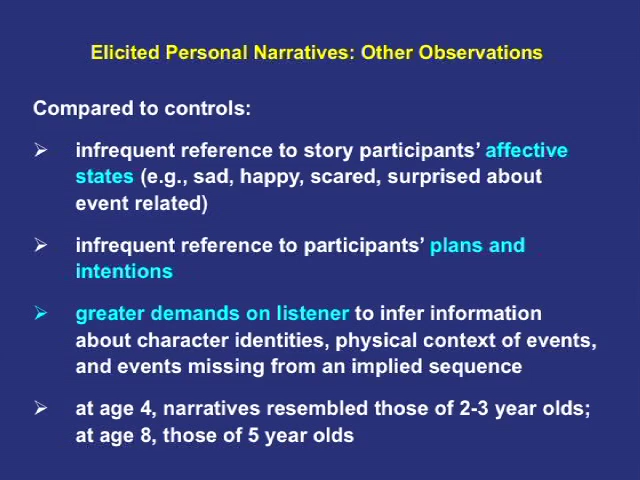 Elicited Personal Narratives: Other Observations
Compared to controls:
infrequent reference to story participants’ affective
states (e.g., sad, happy, scared, surprised about
event related)
infrequent reference to participants’ plans and
intentions
greater demands on listener to infer information
about character identities, physical context of events,
and events missing from an implied sequence
at age 4, narratives resembled those of 2-3 year olds;
at age 8, those of 5 year olds